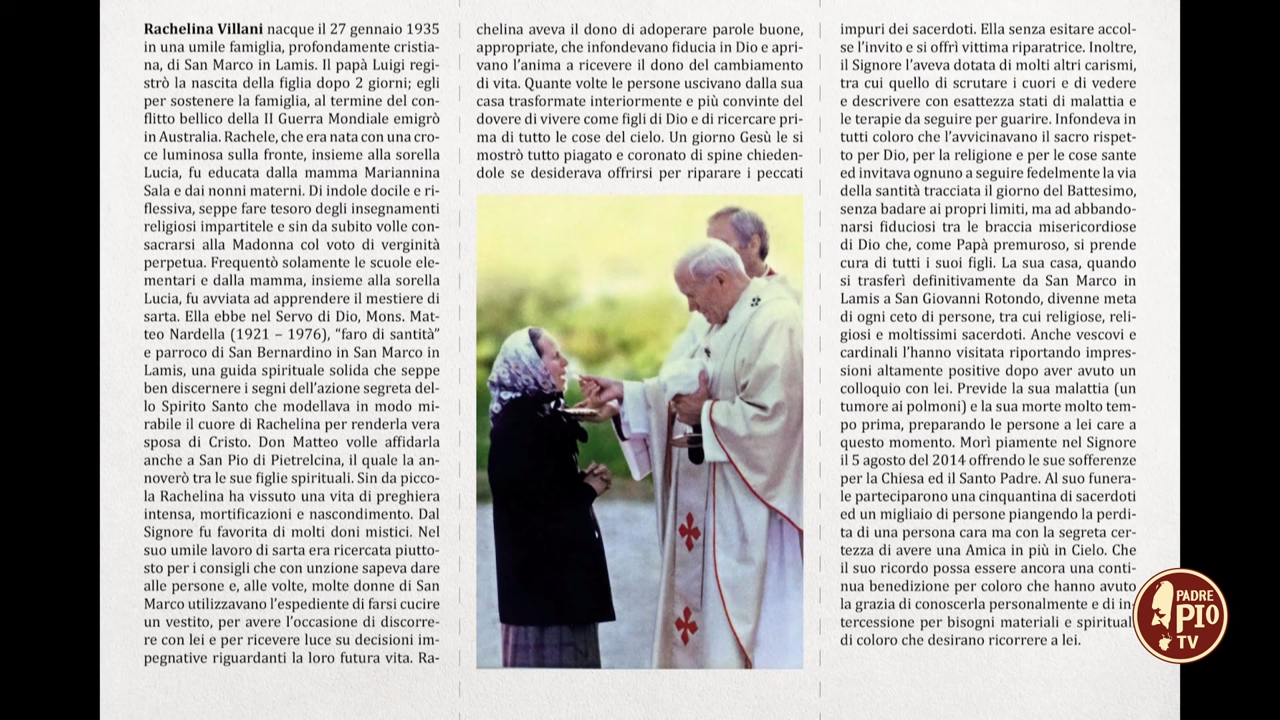 Rachelina Villani nacque il 27 gennaio 1935
in una umile famiglia, profondamente cristia-
na, di San Marco in Lamis. Il papà Luigi regi-
strò la nascita della figlia dopo 2 giorni; egli
per sostenere la famiglia, al termine del con-
flitto bellico della II Guerra Mondiale emigrò
in Australia. Rachele, che era nata con una cro-
ce luminosa sulla fronte, insieme alla sorella
Lucia, fu educata dalla mamma Mariannina
Sala e dai nonni materni. Di indole docile e ri-
flessiva, seppe fare tesoro degli insegnamenti
religiosi impartitele e sin da subito volle con-
sacrarsi alla Madonna col voto di verginità
perpetua. Frequentò solamente le scuole ele-
mentari e dalla mamma, insieme alla sorella
Lucia, fu avviata ad apprendere il mestiere di
sarta. Ella ebbe nel Servo di Dio, Mons. Mat-
teo Nardella (1921 – 1976), “faro di santità”
e parroco di San Bernardino in San Marco in
Lamis, una guida spirituale solida che seppe
ben discernere i segni dell’azione segreta del-
lo Spirito Santo che modellava in modo mi-
rabile il cuore di Rachelina per renderla vera
sposa di Cristo. Don Matteo volle affidarla
anche a San Pio di Pietrelcina, il quale la an-
noverò tra le sue figlie spirituali. Sin da picco-
la Rachelina ha vissuto una vita di preghiera
intensa, mortificazioni e nascondimento. Dal
Signore fu favorita di molti doni mistici. Nel
suo umile lavoro di sarta era ricercata piutto-
sto per i consigli che con unzione sapeva dare
alle persone e, alle volte, molte donne di San
Marco utilizzavano l’espediente di farsi cucire
un vestito, per avere l’occasione di discorre-
re con lei e per ricevere luce su decisioni im-
pegnative riguardanti la loro futura vita. Ra-
chelina aveva il dono di adoperare parole buone,
appropriate, che infondevano fiducia in Dio e apri-
vano l’anima a ricevere il dono del cambiamento
di vita. Quante volte le persone uscivano dalla sua
casa trasformate interiormente e più convinte del
dovere di vivere come figli di Dio e di ricercare pri-
ma di tutto le cose del cielo. Un giorno Gesù le si
mostrò tutto piagato e coronato di spine chieden-
dole se desiderava offrirsi per riparare i peccati
impuri dei sacerdoti. Ella senza esitare accol-
se l’invito e si offrì vittima riparatrice. Inoltre,
il Signore l’aveva dotata di molti altri carismi,
tra cui quello di scrutare i cuori e di vedere
e descrivere con esattezza stati di malattia e
le terapie da seguire per guarire. Infondeva in
tutti coloro che l’avvicinavano il sacro rispet-
to per Dio, per la religione e per le cose sante
ed invitava ognuno a seguire fedelmente la via
della santità tracciata il giorno del Battesimo,
senza badare ai propri limiti, ma ad abbando-
narsi fiduciosi tra le braccia misericordiose
di Dio che, come Papà premuroso, si prende
cura di tutti i suoi figli. La sua casa, quando
si trasferì definitivamente da San Marco in
Lamis a San Giovanni Rotondo, divenne meta
di ogni ceto di persone, tra cui religiose, reli-
giosi e moltissimi sacerdoti. Anche vescovi e
cardinali l’hanno visitata riportando impres-
sioni altamente positive dopo aver avuto un
colloquio con lei. Previde la sua malattia (un
tumore ai polmoni) e la sua morte molto tem-
po prima, preparando le persone a lei care a
questo momento. Morì piamente nel Signore
il 5 agosto del 2014 offrendo le sue sofferenze
per la Chiesa ed il Santo Padre. Al suo funera-
le parteciparono una cinquantina di sacerdoti
ed un migliaio di persone piangendo la perdi-
ta di una persona cara ma con la segreta cer-
tezza di avere una Amica in più in Cielo. Che
il suo ricordo possa essere ancora una conti-
nua benedizione per coloro che hanno avuto
la grazia di conoscerla personalmente e di in-
tercessione per bisogni materiali e spirituali
di coloro che desirano ricorrere a lei.
PADRE
PIO
TV